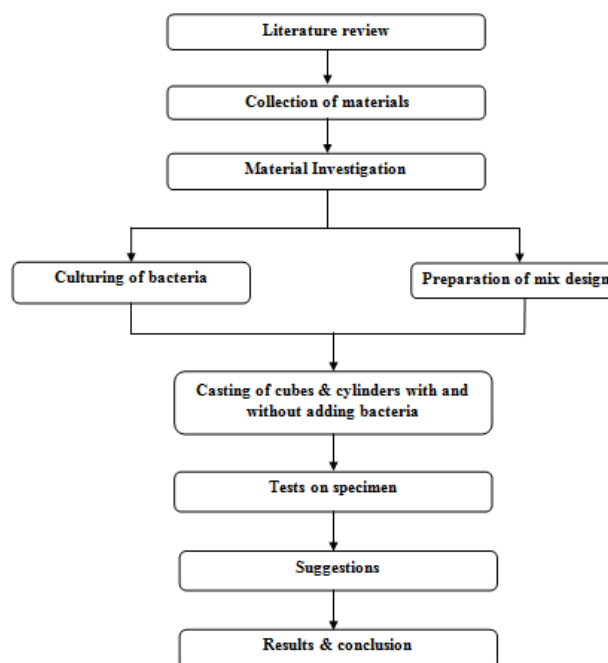 Literature review
Collection of materials
Material Investigation
Culturing of bacteria
Preparation of mix design
Casting of cubes & cylinders with and
without adding bacteria
Tests on specimen
Suggestions
Results & conclusion